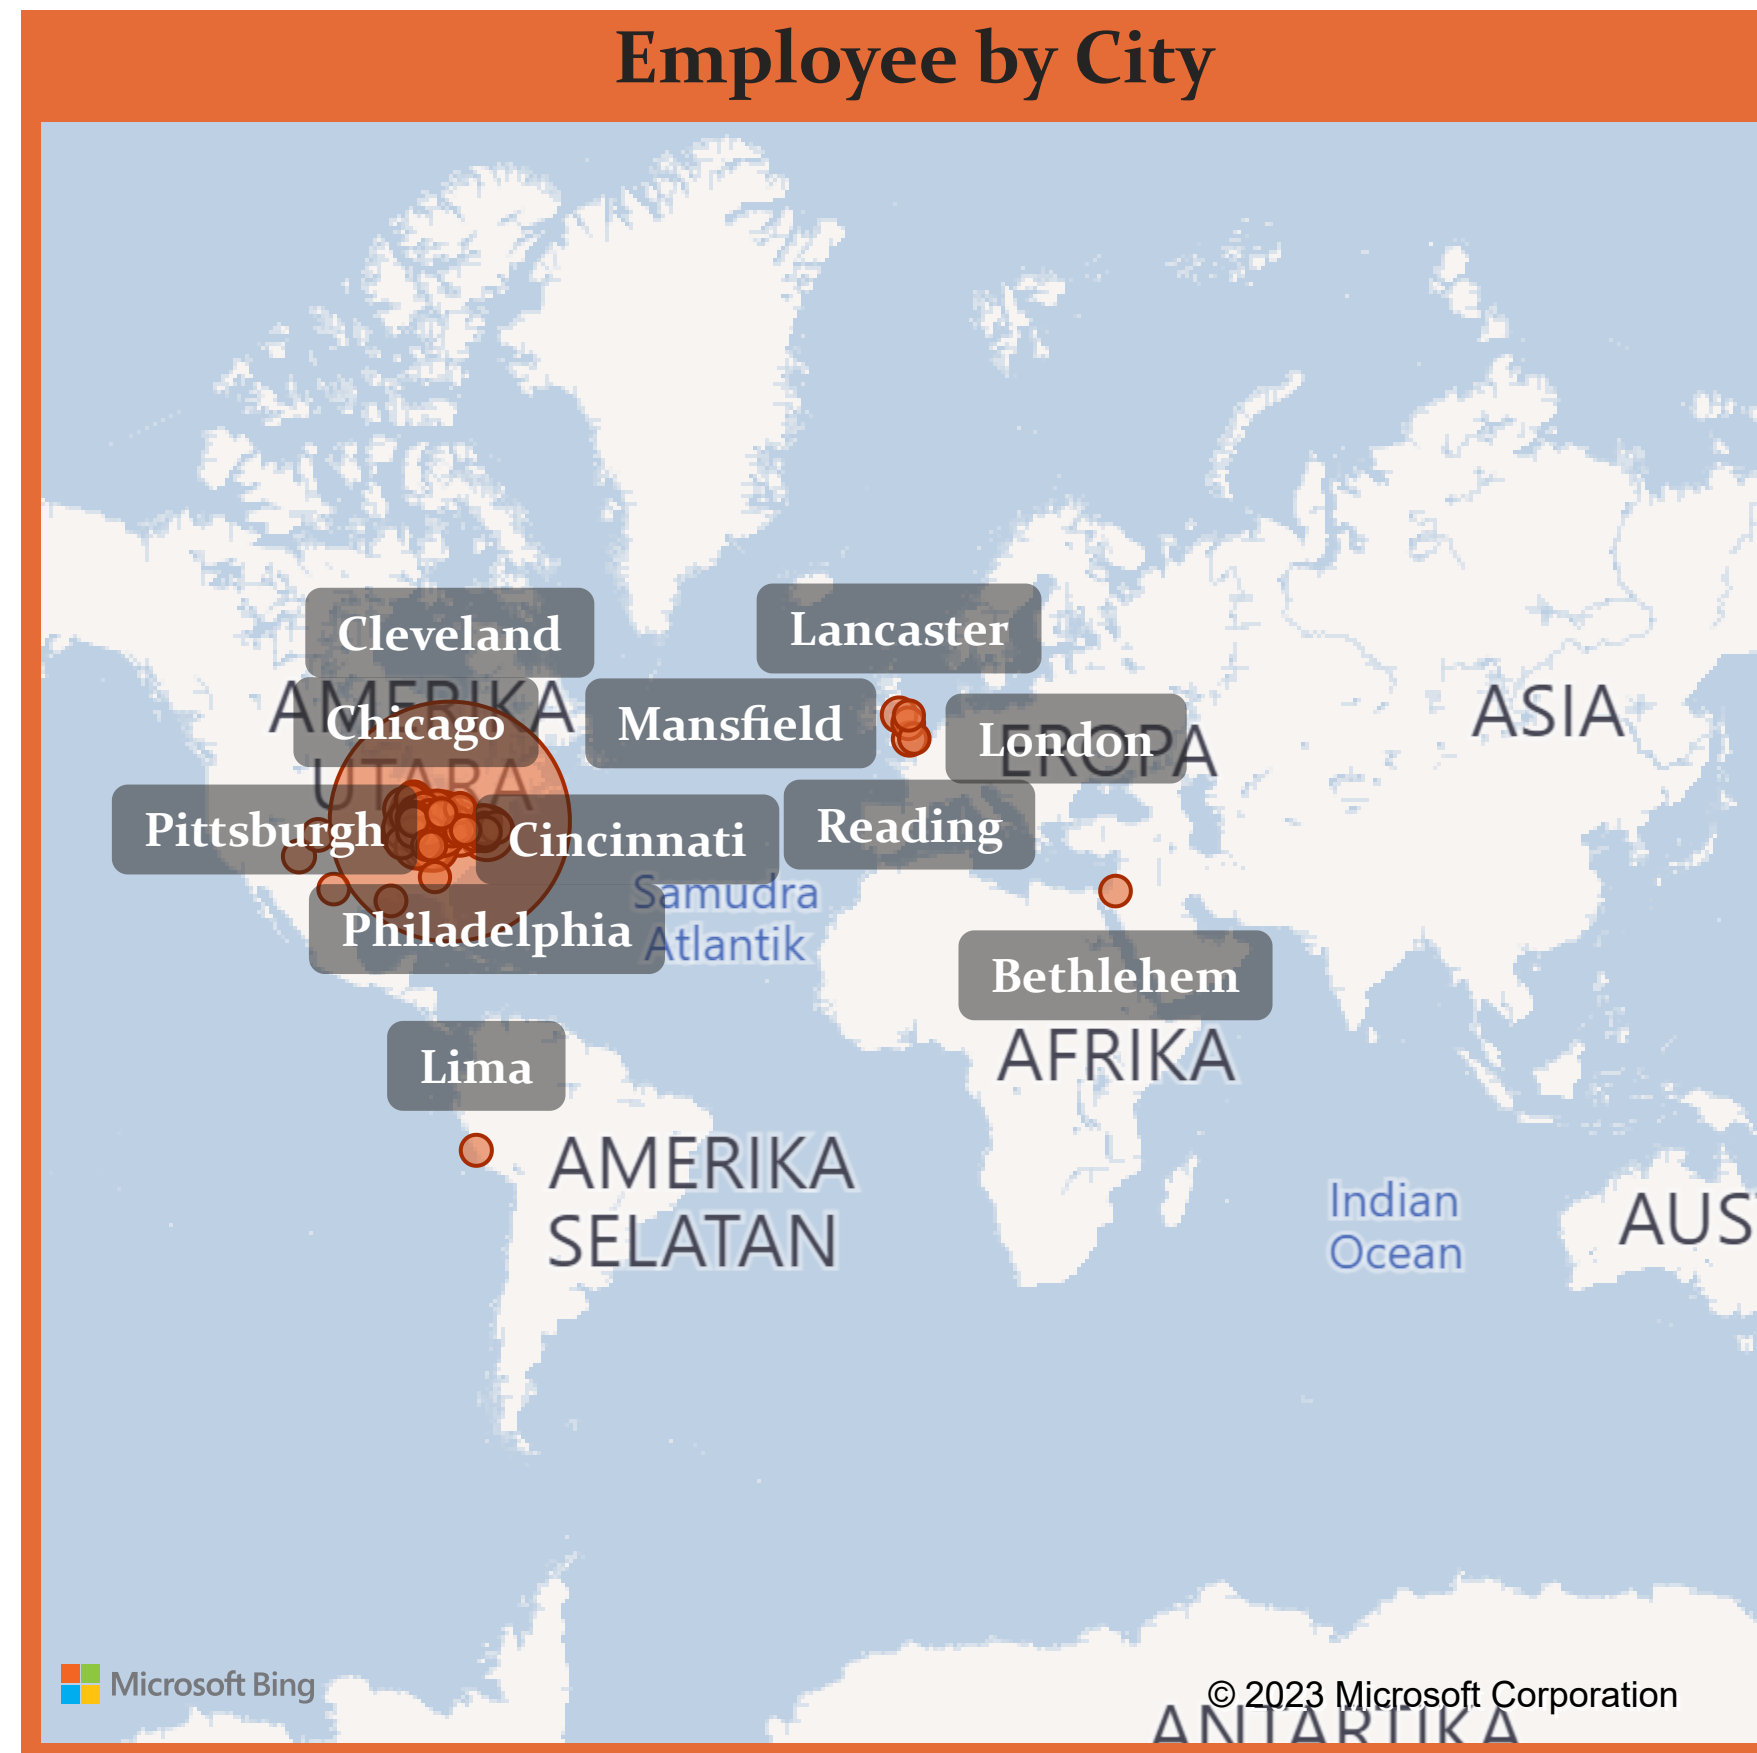 Employee by City
Cleveland
Lancaster
AMERIKA
UTARA
Chicago
Mansfield
London
EROPA
ASIA
Pittsburgh
Cincinnati
Reading
Samudra
Atlantik
Philadelphia
Bethlehem
AFRIKA
Lima
AMERIKA
SELATAN
Indian
Ocean
AUS
Microsoft Bing
© 2023 Microsoft Corporation
ANTARTIKA